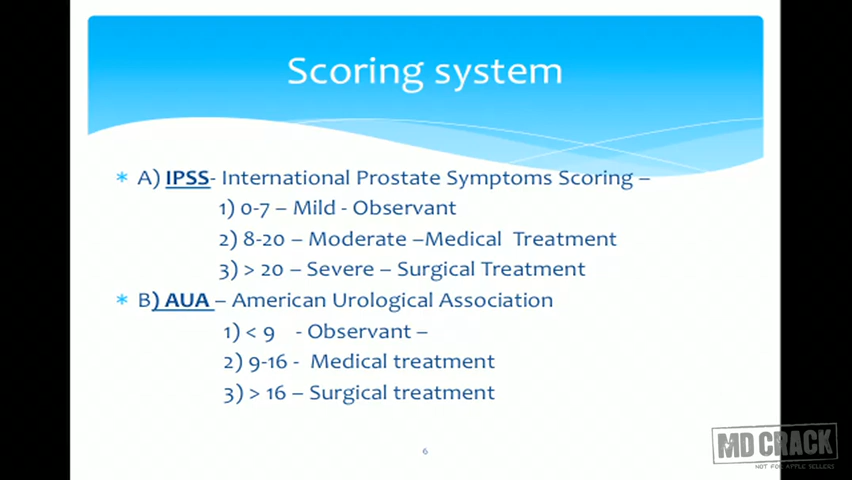 Scoring system
* A) IPSS- International Prostate Symptoms Scoring –
1) 0-7 – Mild - Observant
2) 8-20 – Moderate –Medical Treatment
3) > 20 – Severe – Surgical Treatment
* B) AUA – American Urological Association
1) < 9 - Observant –
2) 9-16 - Medical treatment
3) > 16 – Surgical treatment
6
MD CRACK
NOT FOR APPLE SELLERS